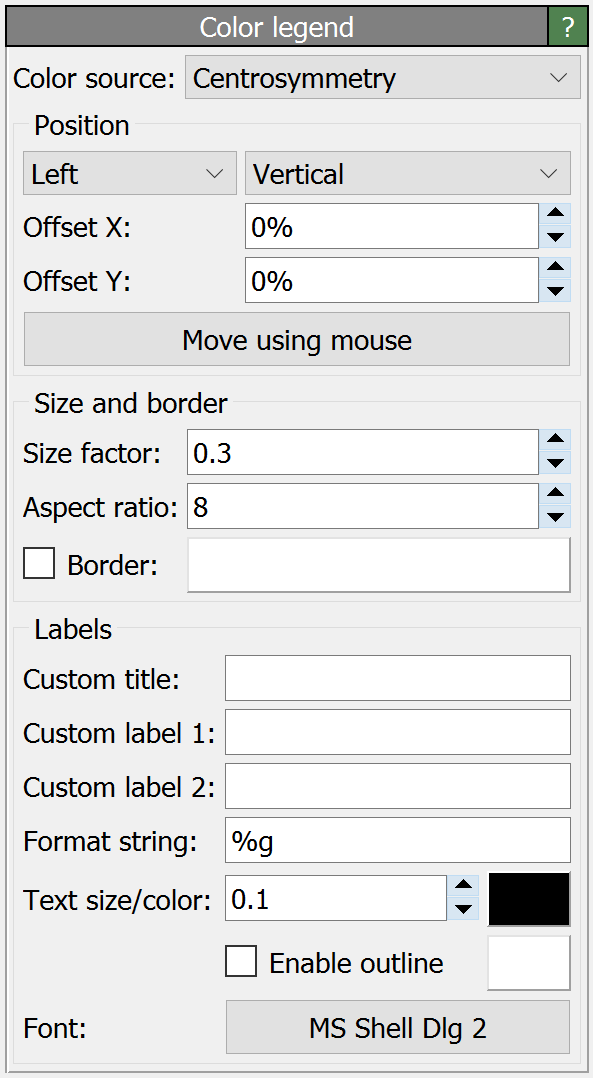 Color legend ?
Color source: Centrosymmetry
Position
Left Vertical
Offset X: 0%
Offset Y: 0%
Move using mouse
Size and border
Size factor: 0.3
Aspect ratio: 8
Border:
Labels
Custom title:
Custom label 1:
Custom label 2:
Format string: %g
Text size/color: 0.1
Enable outline
Font: MS Shell Dlg 2